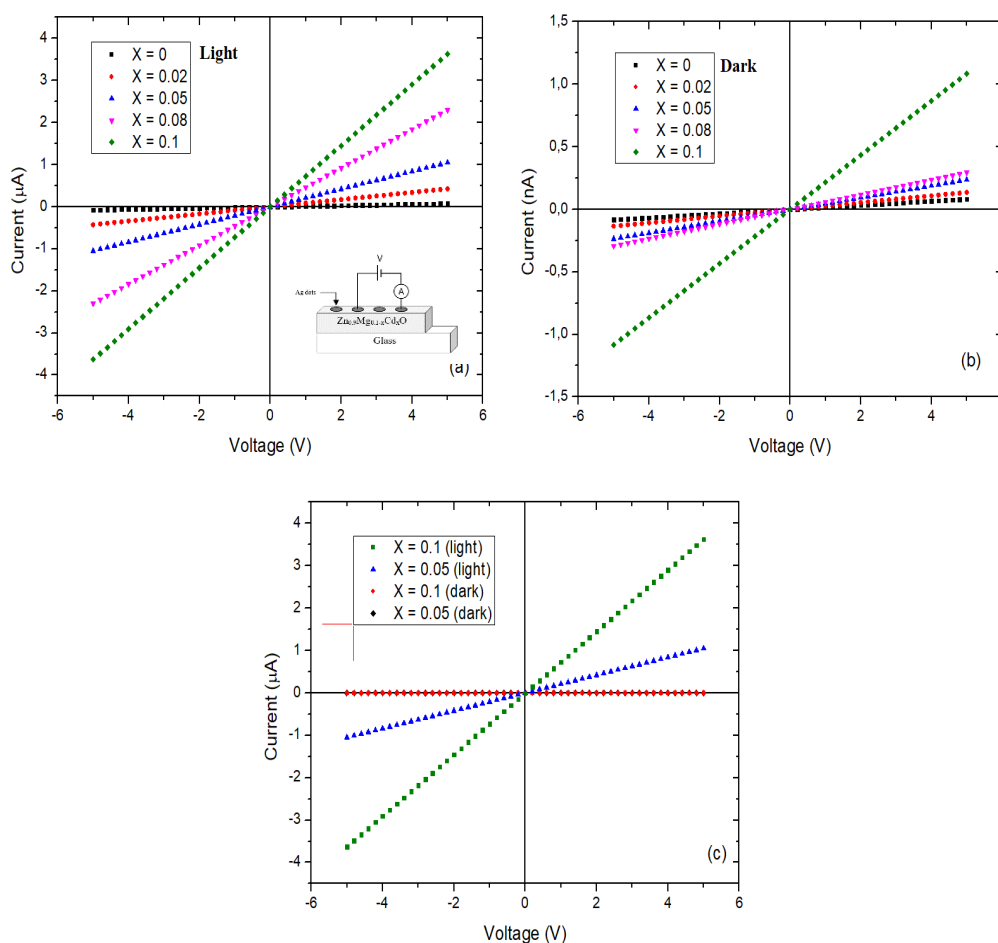 Light
X = 0
X = 0.02
X = 0.05
X = 0.08
X = 0.1
4
3
2
1
0
-1
-2
-3
-4
Current (µA)
V
A
Ag dots
Zn0.9Mg0.1-xCdxO
Glass
(a)
-6
-4
-2
0
2
4
6
Voltage (V)
Dark
X = 0
X = 0.02
X = 0.05
X = 0.08
X = 0.1
1,5
1,0
0,5
0,0
-0,5
-1,0
-1,5
Current (nA)
(b)
-6
-4
-2
0
2
4
Voltage (V)
X = 0.1 (light)
X = 0.05 (light)
X = 0.1 (dark)
X = 0.05 (dark)
4
3
2
1
0
-1
-2
-3
-4
Current (µA)
(c)
-6
-4
-2
0
2
4
6
Voltage (V)